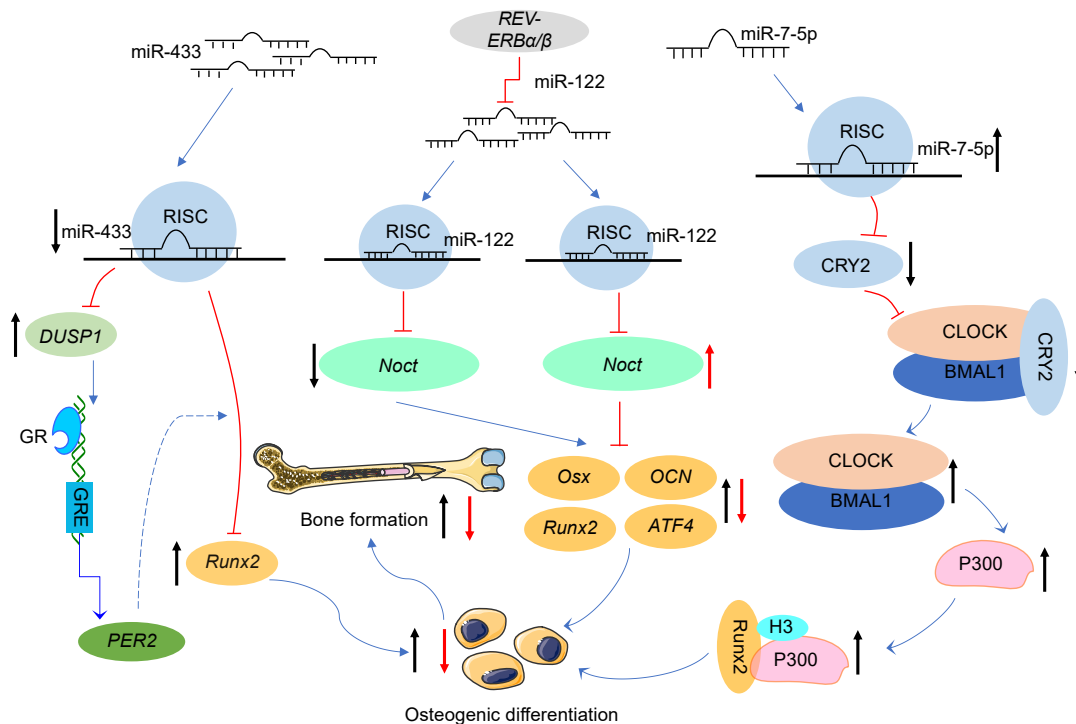 REV-
ERBα/β
miR-433
miR-122
miR-7-5p
RISC
miR-7-5p
RISC
miR-433
RISC
miR-122
RISC
miR-122
CRY2
DUSP1
Noct
Noct
CLOCK
BMAL1
CRY2
GR
GRE
CLOCK
BMAL1
Osx
OCN
Runx2
ATF4
Bone formation
Runx2
P300
PER2
Runx2
H3
P300
Osteogenic differentiation